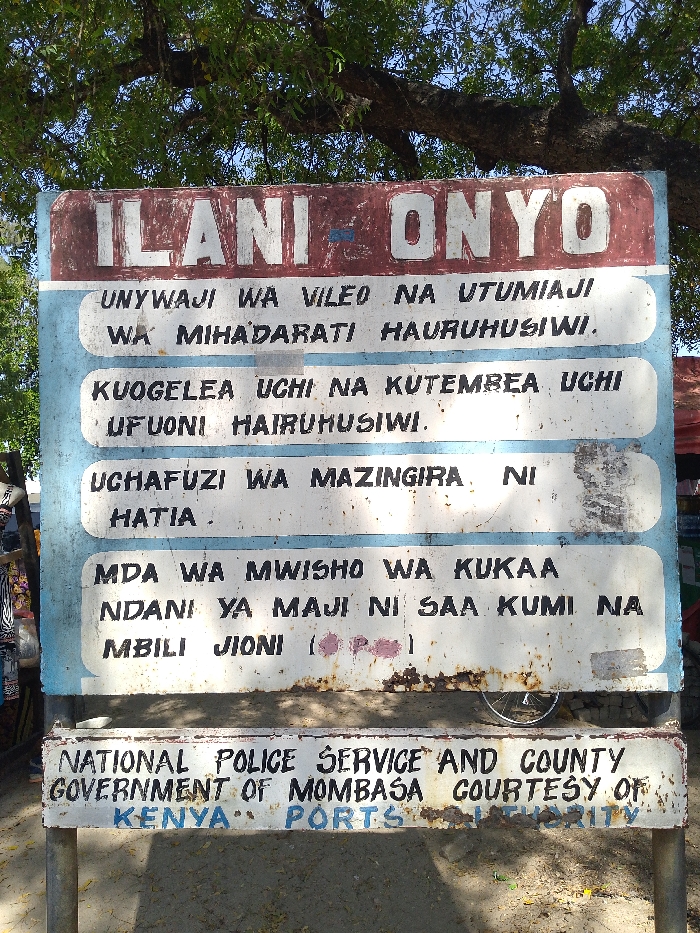 ILANI - ONYO
UNYWAJI WA VILEO NA UTUMIAJI
WA MIHADARATI HAURUHUSIWI.
KUOGELEA UCHI NA KUTEMBEA UCHI
UFUONI HAIRUHUSIWI.
UCHAFUZI WA MAZINGIRA NI
HATIA.
MDA WA MWISHO WA KUKAA
NDANI YA MAJI NI SAA KUMI NA
MBILI JIONI (
NATIONAL POLICE SERVICE AND COUNTY
GOVERNMENT OF MOMBASA COURTESY OF
KENYA PORTS AUTHORITY